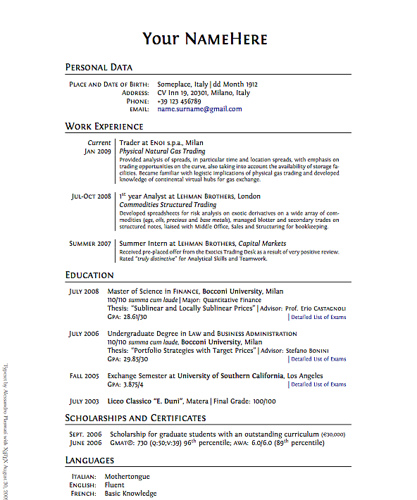 Your NameHere
Personal Data
Place and Date of Birth: Someplace, Italy | dd Month 1912
Address: CV Inn 19, 20301, Milano, Italy
Phone: +39 123 456789
email: name.surname@gmail.com
Work Experience
Current Trader at Enoi s.p.a., Milan
Jan 2009 Physical Natural Gas Trading
Provided analysis of spreads, in particular time and location spreads, with emphasis on
trading opportunities on the curve, also taking into account the availability of storage fa-
cilities. Became familiar with logistic implications of physical gas trading and developed
knowledge of continental virtual hubs for gas exchange.
Jul-Oct 2008 1st year Analyst at Lehman Brothers, London
Commodities Structured Trading
Developed spreadsheets for risk analysis on exotic derivatives on a wide array of com-
modities (ags, oils, precious and base metals), managed blotter and secondary trades on
structured notes, liaised with Middle Office, Sales and Structuring for bookkeeping.
Summer 2007 Summer Intern at Lehman Brothers, Capital Markets
Received pre-placed offer from the Exotics Trading Desk as a result of very positive review.
Rated "truly distinctive" for Analytical Skills and Teamwork.
Education
July 2008 Master of Science in Finance, Bocconi University, Milan
110/110 summa cum laude | Major: Quantitative Finance
Thesis: "Sublinear and Locally Sublinear Prices" | Advisor: Prof. Erio Castagnoli
Gpa: 28.61/30 | Detailed List of Exams
July 2006 Undergraduate Degree in Law and Business Administration
110/110 summa cum laude, Bocconi University, Milan
Thesis: "Portfolio Strategies with Target Prices" | Advisor: Stefano Bonini
Gpa: 29.85/30 | Detailed List of Exams
Fall 2005 Exchange Semester at University of Southern California, Los Angeles
Gpa: 3.875/4 | Detailed List of Exams
July 2003 Liceo Classico "E. Duni", Matera | Final Grade: 100/100
Scholarships and Certificates
Sept. 2006 Scholarship for graduate students with an outstanding curriculum (€30,000)
June 2006 GMAT®: 730 (q:50;v:39) 96th percentile; awa: 6.0/6.0 (89th percentile)
Languages
Italian: Mothertongue
English: Fluent
French: Basic Knowledge